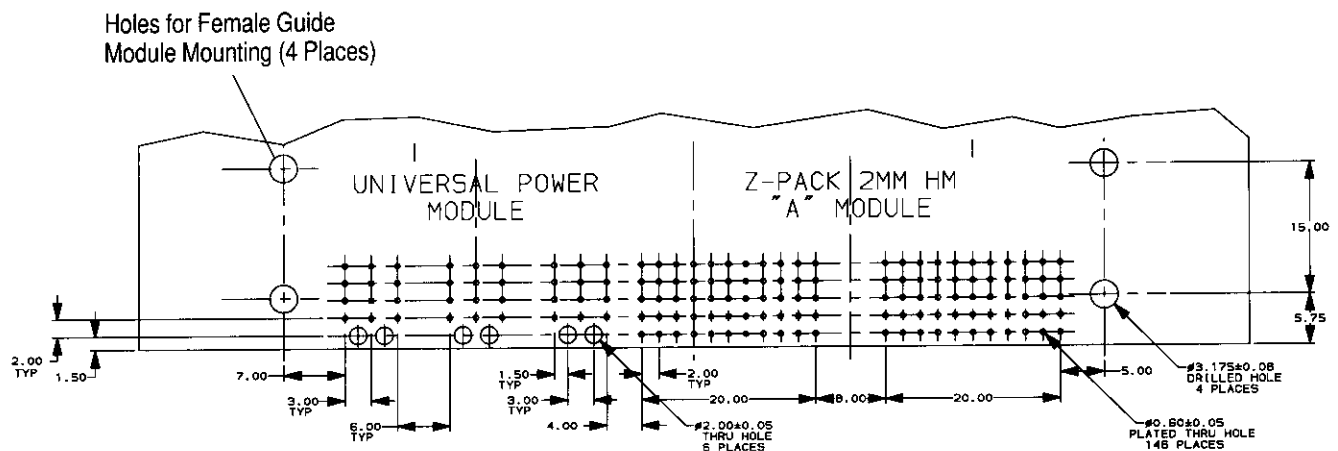 Holes for Female Guide
Module Mounting (4 Places)
UNIVERSAL POWER
MODULE
Z-PACK 2MM HM
"A" MODULE
15.00
5.75
2.00
TYP
1.50
7.00
3.00
TYP
6.00
TYP
1.50
TYP
3.00
TYP
4.00
2.00
TYP
20.00
8.00
20.00
5.00
ø2.00±0.05
THRU HOLE
6 PLACES
ø3.175±0.08
DRILLED HOLE
4 PLACES
ø0.60±0.05
PLATED THRU HOLE
146 PLACES